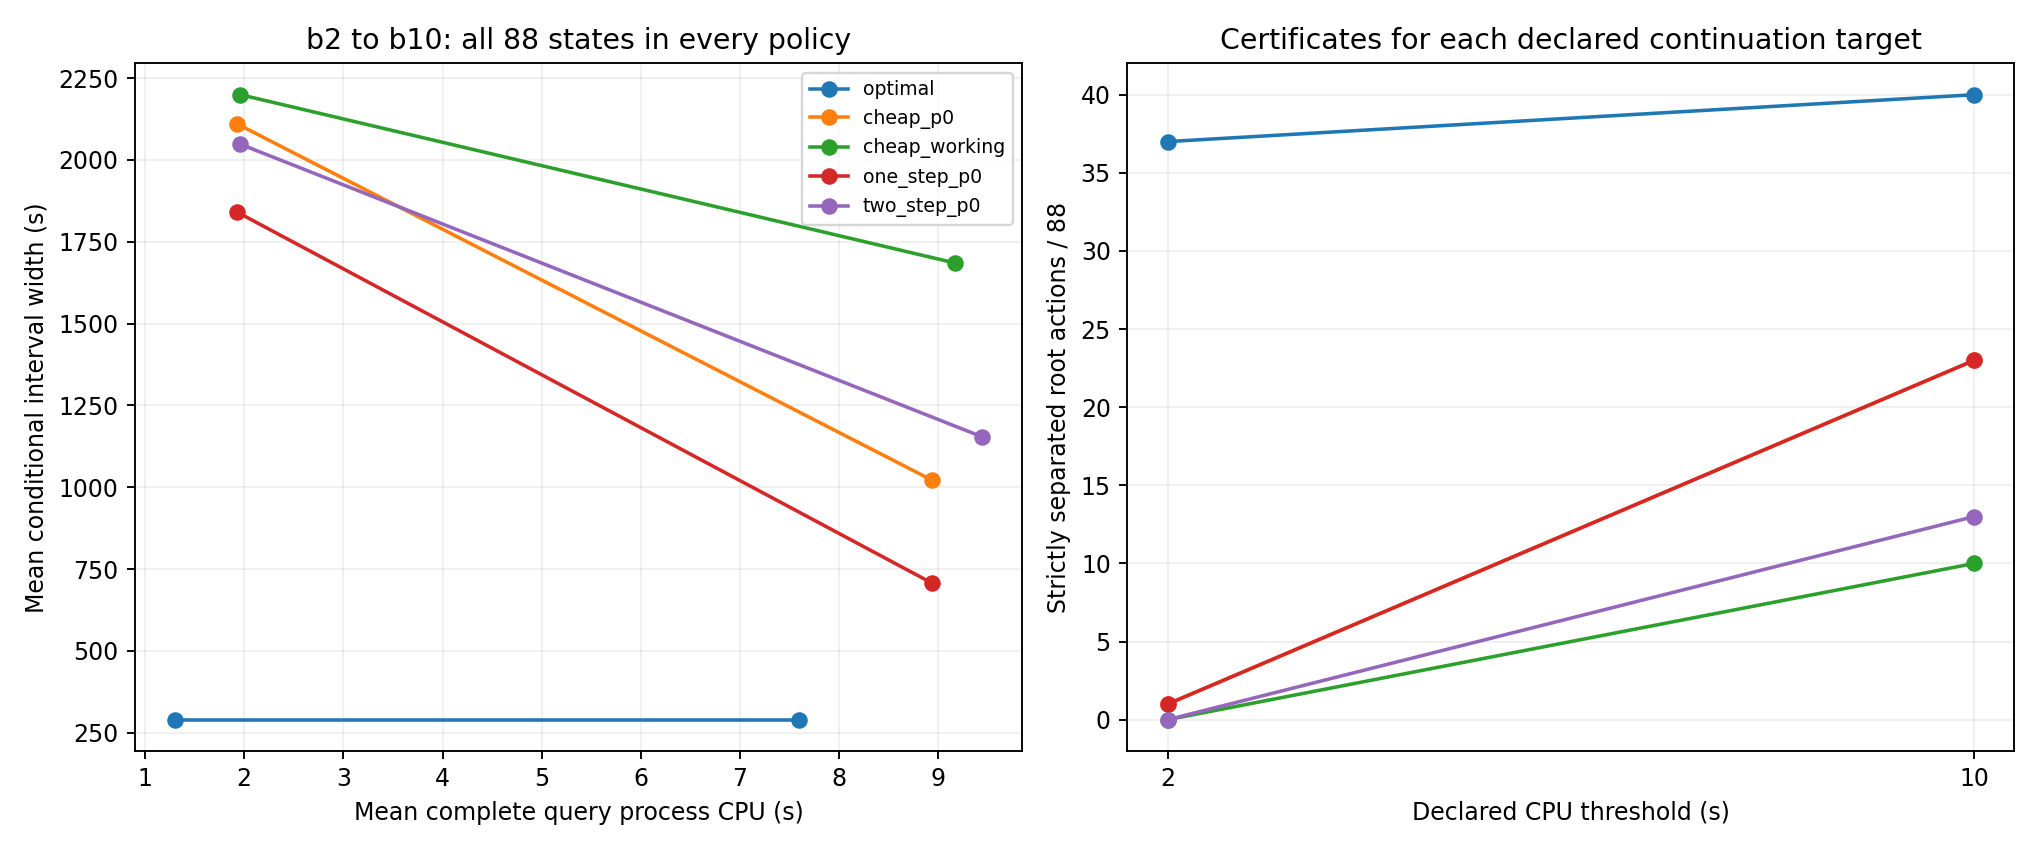 b2 to b10: all 88 states in every policy
2250
2000
1750
1500
1250
1000
750
500
250
Mean conditional interval width (s)
optimal
cheap_p0
cheap_working
one_step_p0
two_step_p0
1 2 3 4 5 6 7 8 9
Mean complete query process CPU (s)
Certificates for each declared continuation target
40
35
30
25
20
15
10
5
0
Strictly separated root actions / 88
2 10
Declared CPU threshold (s)